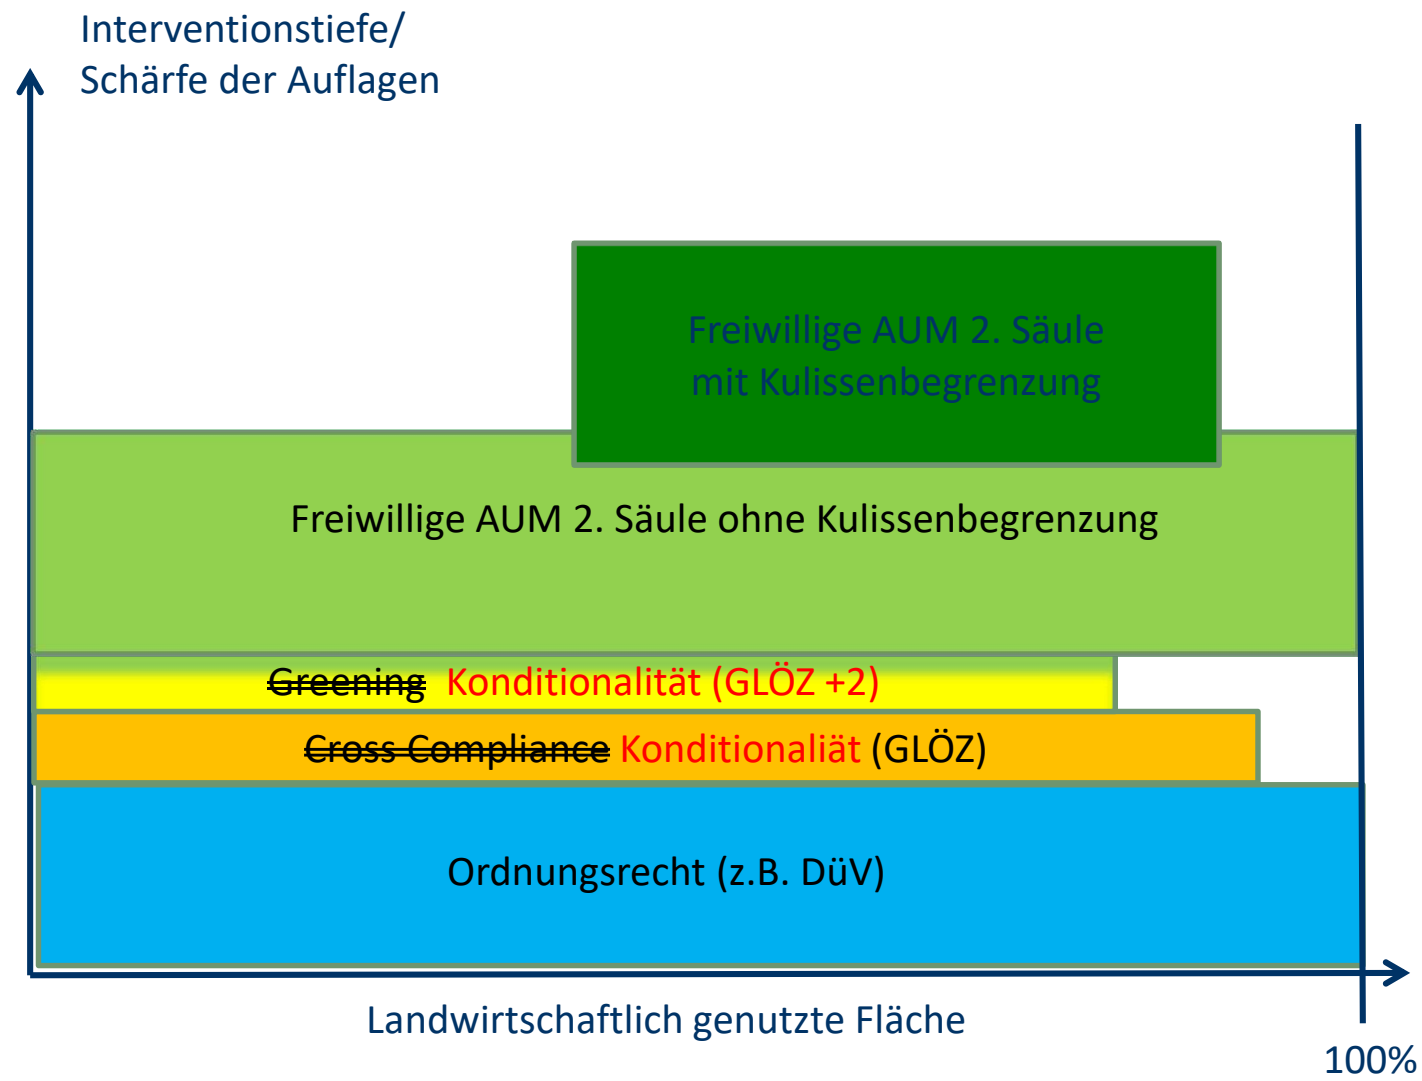 Interventionstiefe/
Schärfe der Auflagen
Freiwillige AUM 2. Säule
mit Kulissenbegrenzung
Freiwillige AUM 2. Säule ohne Kulissenbegrenzung
Greening Konditionalität (GLÖZ +2)
Cross Compliance Konditionaliät (GLÖZ)
Ordnungsrecht (z.B. DüV)
Landwirtschaftlich genutzte Fläche
100%